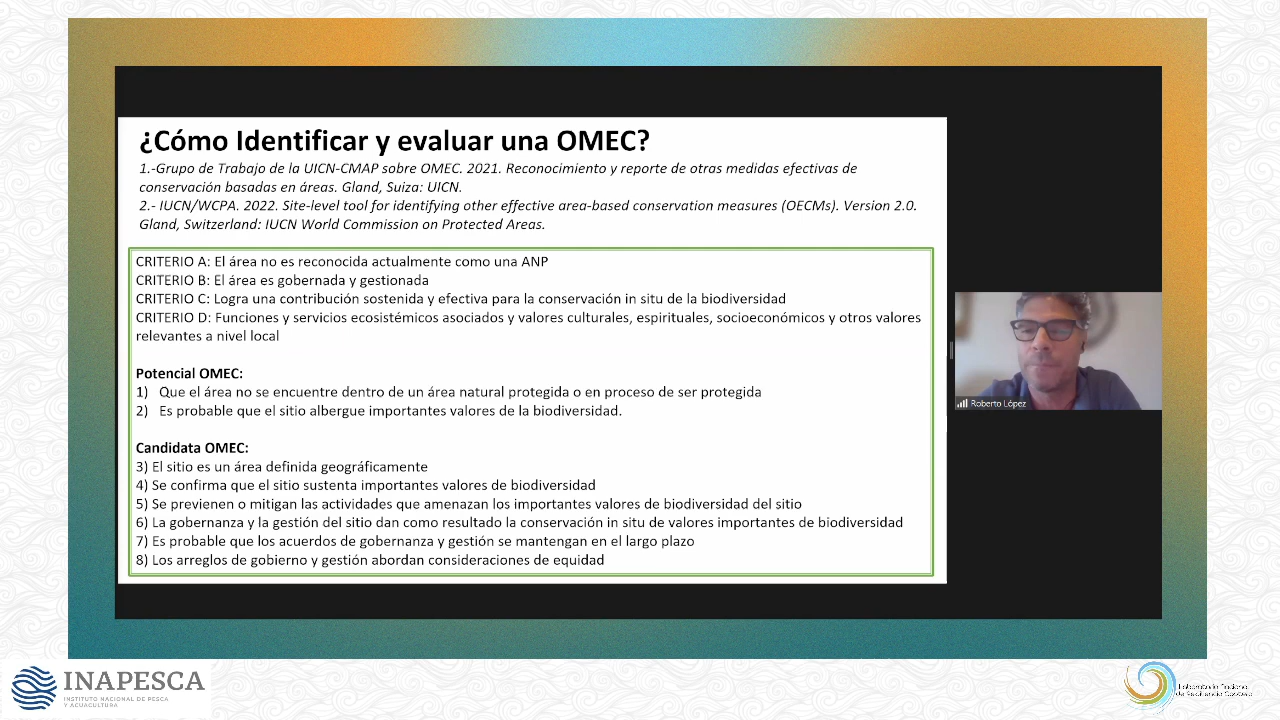 ¿Cómo Identificar y evaluar una OMEC?
1.-Grupo de Trabajo de la UICN-CMAP sobre OMEC. 2021. Reconocimiento y reporte de otras medidas efectivas de
conservación basadas en áreas. Gland, Suiza: UICN.
2.- IUCN/WCPA. 2022. Site-level tool for identifying other effective area-based conservation measures (OECMs). Version 2.0.
Gland, Switzerland: IUCN World Commission on Protected Areas.
CRITERIO A: El área no es reconocida actualmente como una ANP
CRITERIO B: El área es gobernada y gestionada
CRITERIO C: Logra una contribución sostenida y efectiva para la conservación in situ de la biodiversidad
CRITERIO D: Funciones y servicios ecosistémicos asociados y valores culturales, espirituales, socioeconómicos y otros valores
relevantes a nivel local
Potencial OMEC:
1) Que el área no se encuentre dentro de un área natural protegida o en proceso de ser protegida
2) Es probable que el sitio albergue importantes valores de la biodiversidad.
Candidata OMEC:
3) El sitio es un área definida geográficamente
4) Se confirma que el sitio sustenta importantes valores de biodiversidad
5) Se previenen o mitigan las actividades que amenazan los importantes valores de biodiversidad del sitio
6) La gobernanza y la gestión del sitio dan como resultado la conservación in situ de valores importantes de biodiversidad
7) Es probable que los acuerdos de gobernanza y gestión se mantengan en el largo plazo
8) Los arreglos de gobierno y gestión abordan consideraciones de equidad
Roberto López
INAPESCA
INSTITUTO NACIONAL DE PESCA
Y ACUACULTURA